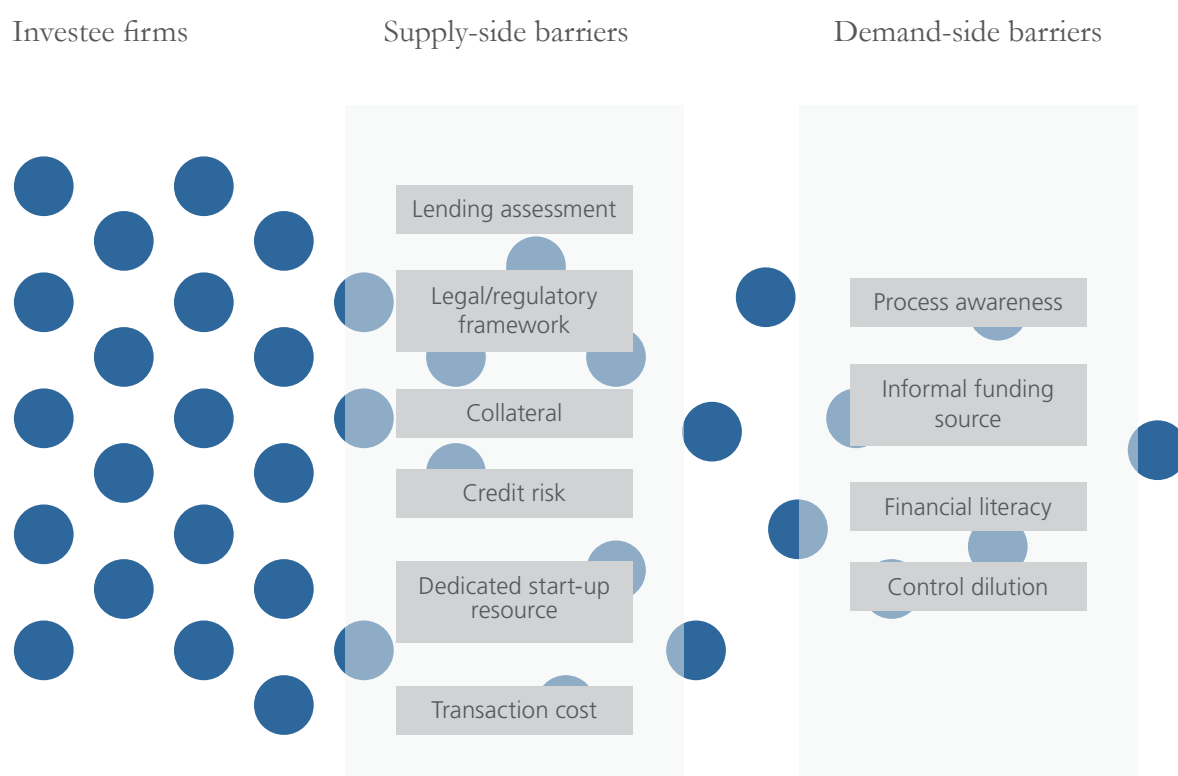 Investee firms
Supply-side barriers
Demand-side barriers
Lending assessment
Legal/regulatory
framework
Collateral
Credit risk
Dedicated start-up
resource
Transaction cost
Process awareness
Informal funding
source
Financial literacy
Control dilution